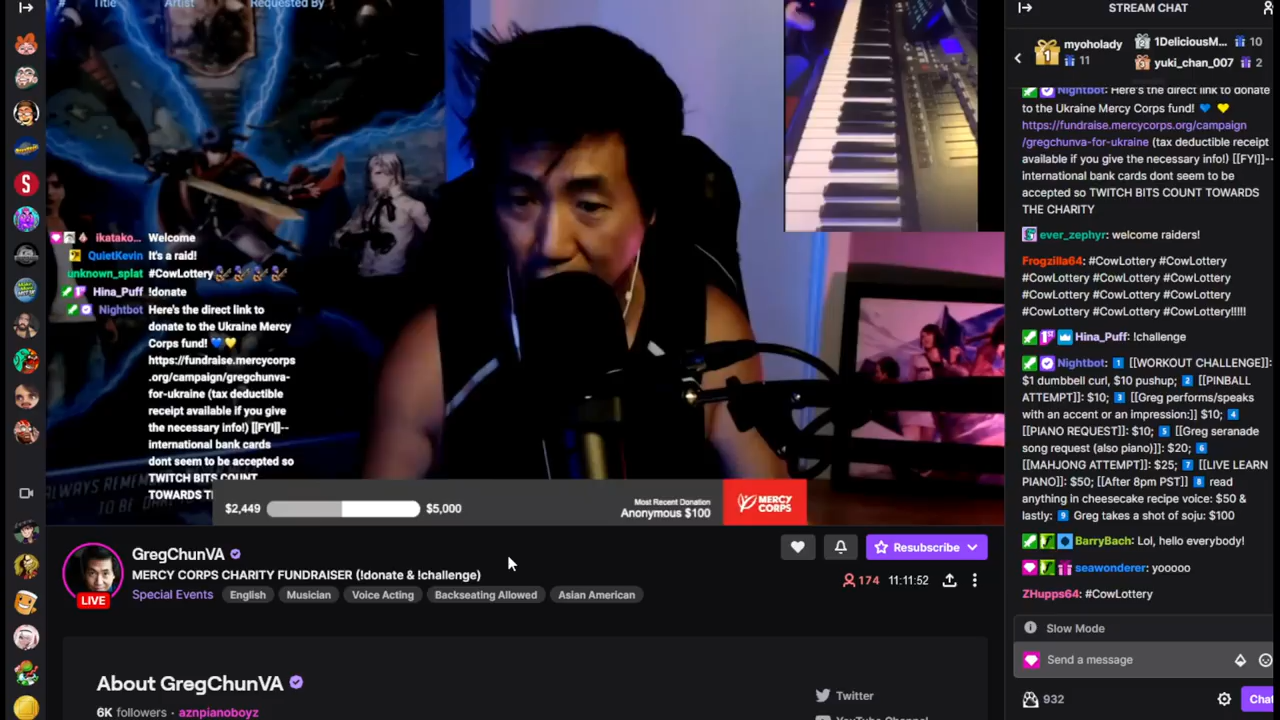 # Title Artist Requested By
ikatako... Welcome
QuietKevin It's a raid!
unknown_splat #CowLottery
Hina_Puff !donate
Nightbot Here's the direct link to
donate to the Ukraine Mercy
Corps fund! 💙 💛
https://fundraise.mercycorps
.org/campaign/gregchunva-
for-ukraine (tax deductible
receipt available if you give
the necessary info!) [[FYI]]--
international bank cards
dont seem to be accepted so
TWITCH BITS COUNT
TOWARDS T
ALWAYS REMEM
TO BE DA
$2,449 $5,000
Most Recent Donation
Anonymous $100
MERCY
CORPS
GregChunVA
MERCY CORPS CHARITY FUNDRAISER (!donate & !challenge)
Special Events English Musician Voice Acting Backseating Allowed Asian American
LIVE
Resubscribe
174 11:11:52
About GregChunVA
6K followers • aznpianoboyz
Twitter
YouTube Channel
S
STREAM CHAT
1 myoholady 11
2 1DeliciousM... 10
3 yuki_chan_007 2
Nightbot: Here's the direct link to donate
to the Ukraine Mercy Corps fund! 💙 💛
https://fundraise.mercycorps.org/campaign
/gregchunva-for-ukraine (tax deductible receipt
available if you give the necessary info!) [[FYI]]--
international bank cards dont seem to be
accepted so TWITCH BITS COUNT TOWARDS
THE CHARITY
ever_zephyr: welcome raiders!
Frogzilla64: #CowLottery #CowLottery
#CowLottery #CowLottery #CowLottery
#CowLottery #CowLottery #CowLottery
#CowLottery #CowLottery #CowLottery!!!!!
Hina_Puff: !challenge
Nightbot: 1 [[WORKOUT CHALLENGE]]:
$1 dumbbell curl, $10 pushup; 2 [[PINBALL
ATTEMPT]]: $10; 3 [[Greg performs/speaks
with an accent or an impression:]] $10; 4
[[PIANO REQUEST]]: $10; 5 [[Greg seranade
song request (also piano)]]: $20; 6
[[MAHJONG ATTEMPT]]: $25; 7 [[LIVE LEARN
PIANO]]: $50; [[After 8pm PST]] 8 read
anything in cheesecake recipe voice: $50 &
lastly: 9 Greg takes a shot of soju: $100
BarryBach: Lol, hello everybody!
seawonderer: yooooo
ZHupps64: #CowLottery
Slow Mode
Send a message
932
Chat